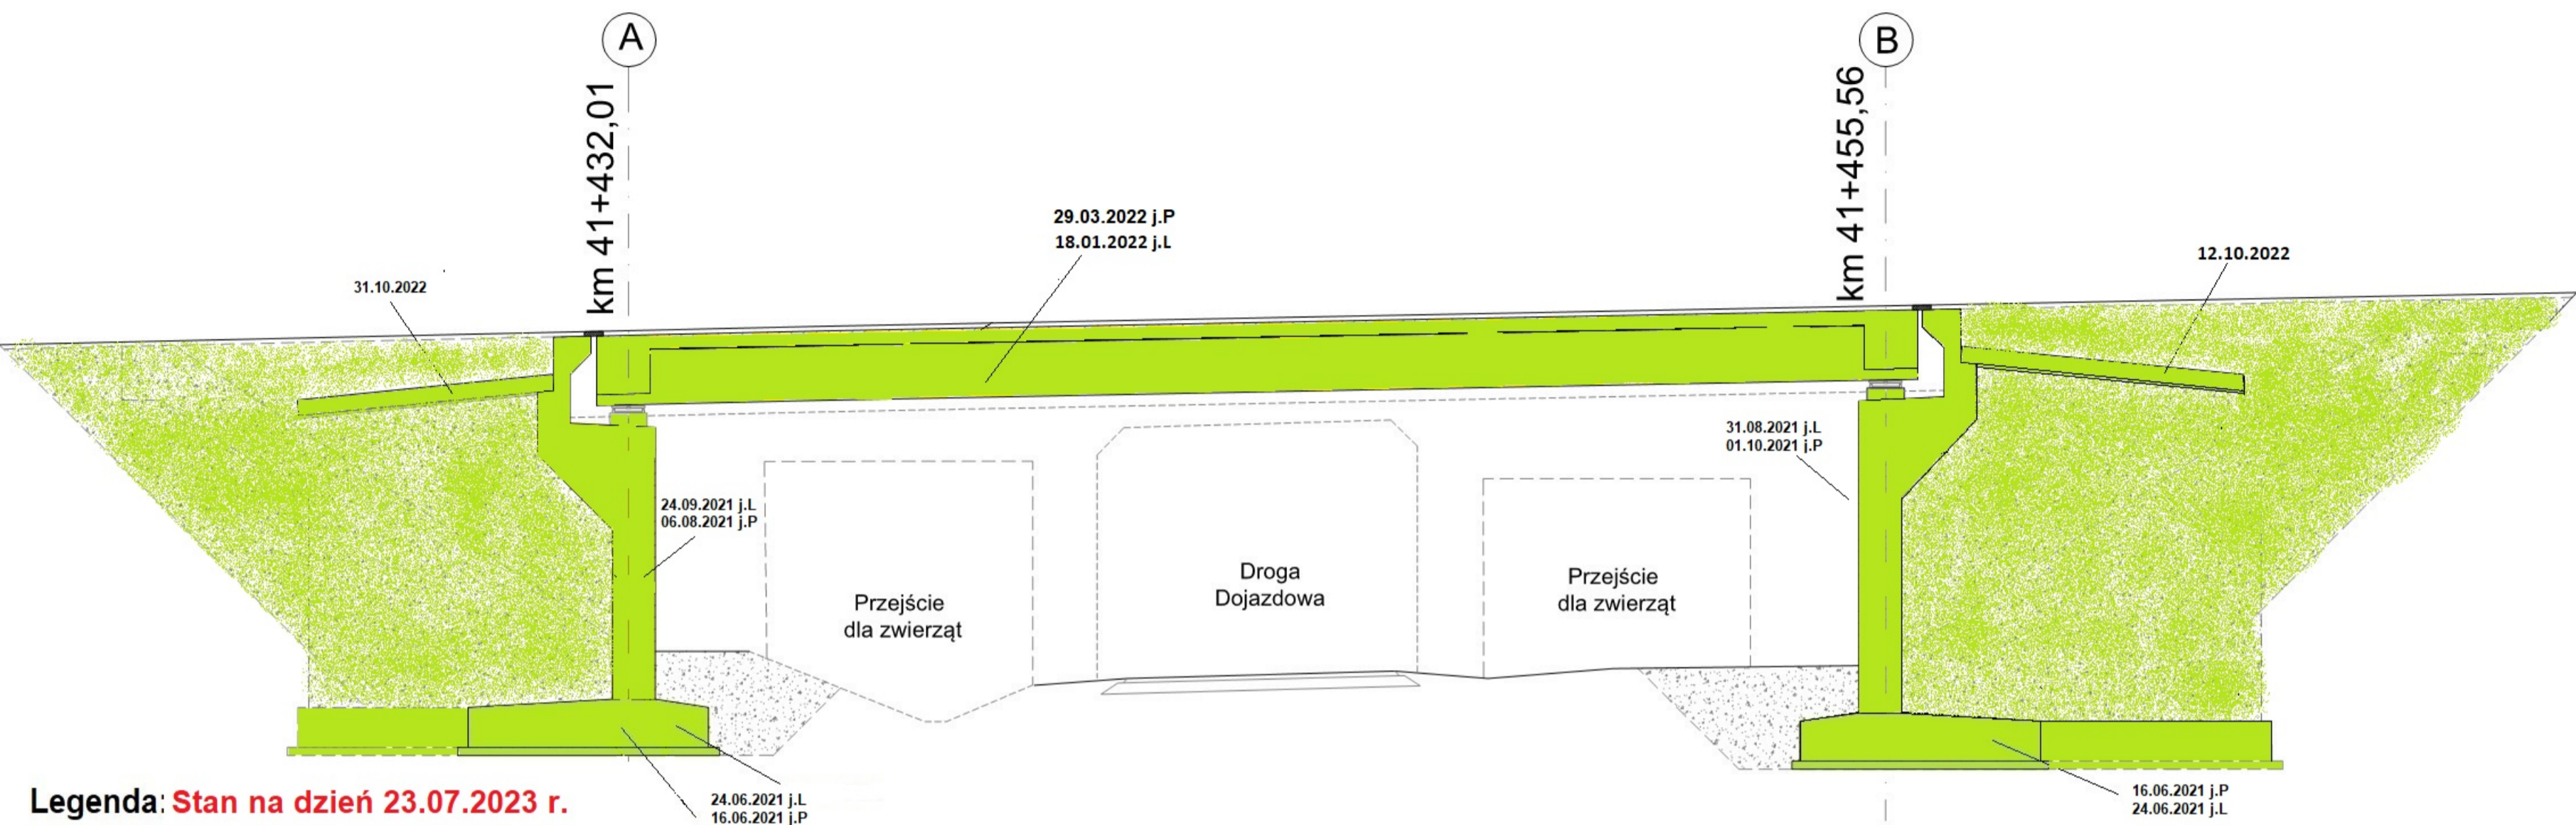 A
B
km 41+432,01
km 41+455,56
29.03.2022 j.P
18.01.2022 j.L
12.10.2022
31.10.2022
31.08.2021 j.L
01.10.2021 j.P
24.09.2021 j.L
06.08.2021 j.P
Przejście
dla zwierząt
Droga
Dojazdowa
Przejście
dla zwierząt
24.06.2021 j.L
16.06.2021 j.P
16.06.2021 j.P
24.06.2021 j.L
Legenda: Stan na dzień 23.07.2023 r.